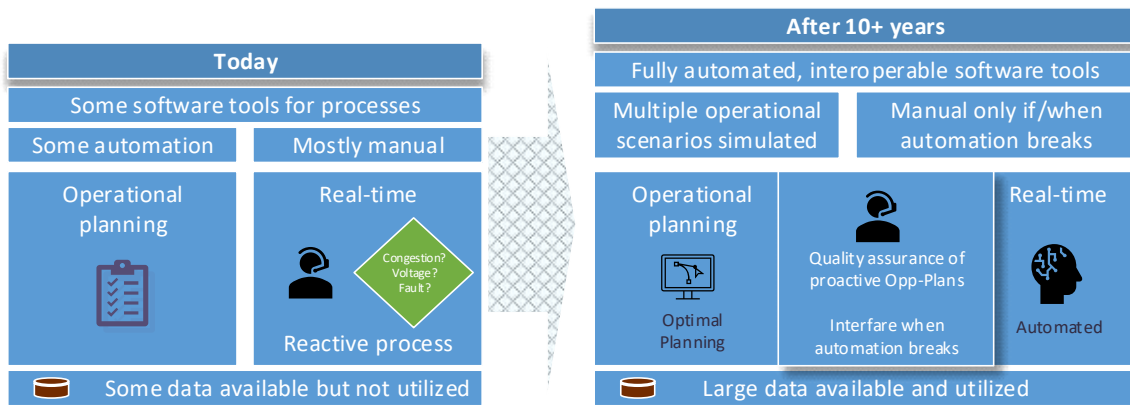 Today
Some software tools for processes
Some automation
Mostly manual
Operational
planning
Real-time
Congestion?
Voltage?
Fault?
Reactive process
Some data available but not utilized
After 10+ years
Fully automated, interoperable software tools
Multiple operational
scenarios simulated
Manual only if/when
automation breaks
Operational
planning
Optimal
Planning
Quality assurance of
proactive Opp-Plans
Interfare when
automation breaks
Real-time
Automated
Large data available and utilized